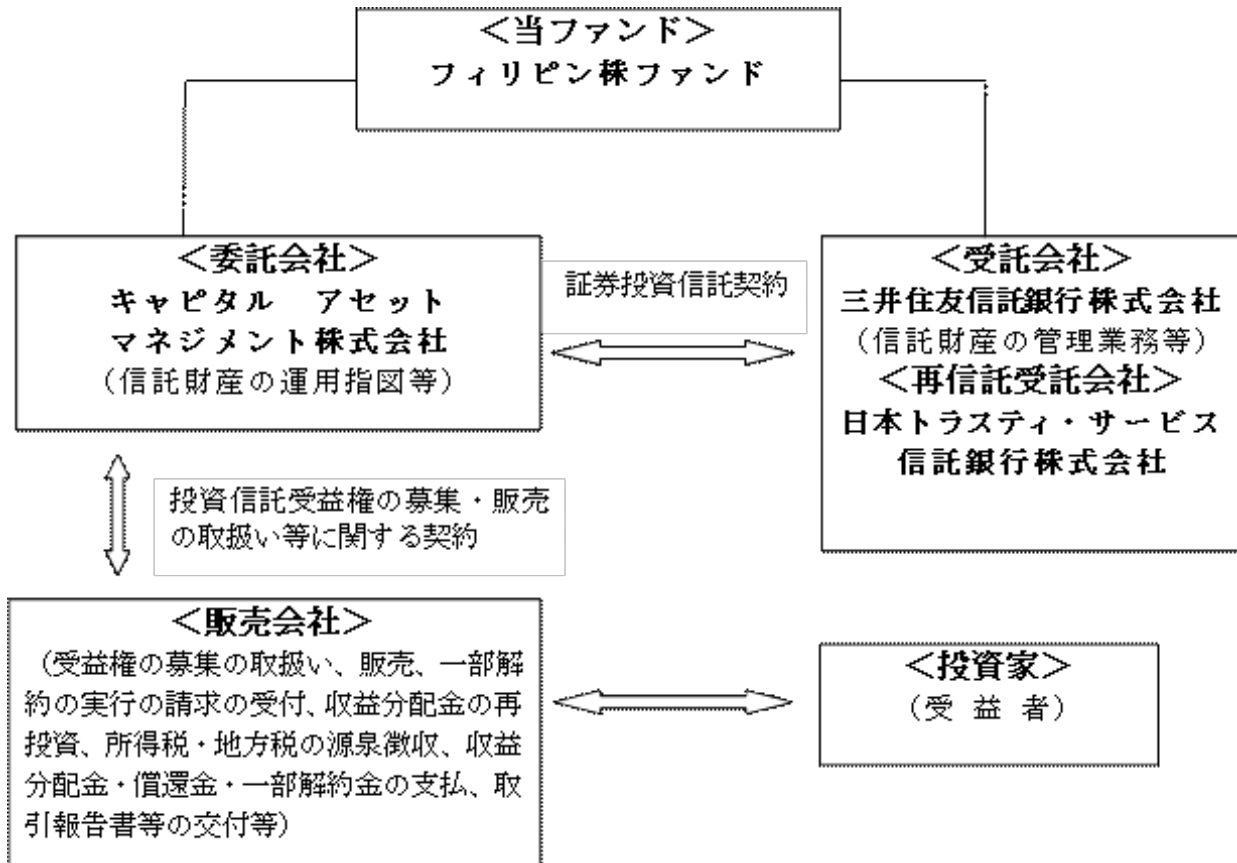 ＜当ファンド＞
フィリピン株ファンド
＜委託会社＞
キャピタル　アセット
マネジメント株式会社
（信託財産の運用指図等）
証券投資信託契約
＜受託会社＞
三井住友信託銀行株式会社
（信託財産の管理業務等）
＜再信託受託会社＞
日本トラスティ・サービス
信託銀行株式会社
投資信託受益権の募集・販売
の取扱い等に関する契約
＜販売会社＞
（受益権の募集の取扱い、販売、一部解
約の実行の請求の受付、収益分配金の再
投資、所得税・地方税の源泉徴収、収益
分配金・償還金・一部解約金の支払、取
引報告書等の交付等）
＜投資家＞
（受 益 者）